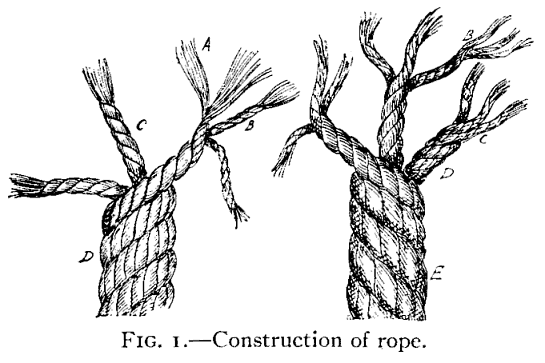 A
B
C
D
B
C
D
E
FIG. 1.—Construction of rope.